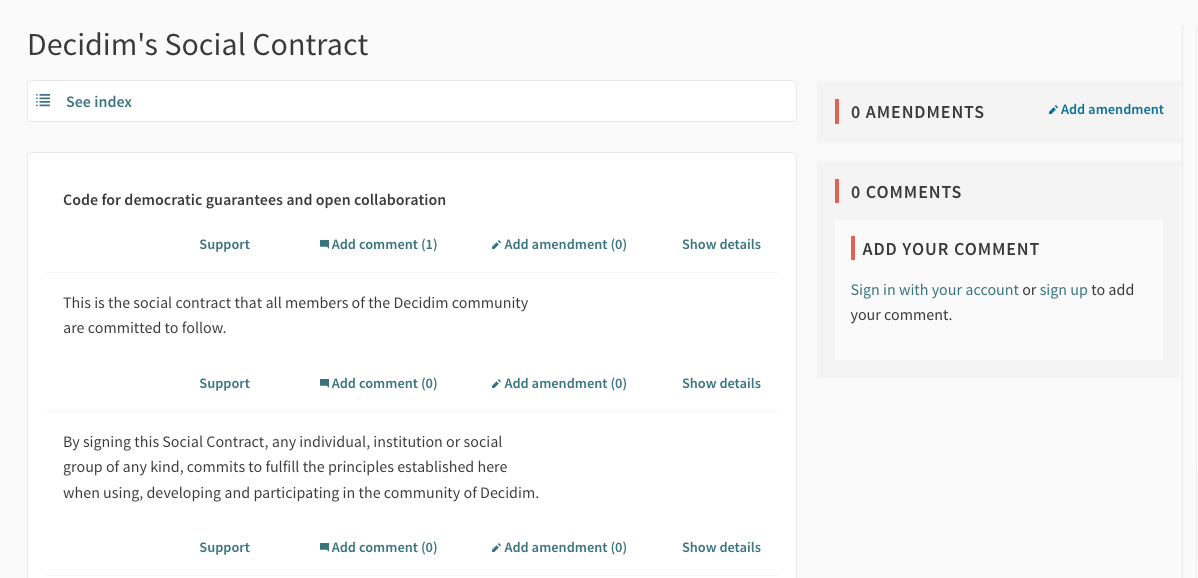 Decidim's Social Contract
See index
Code for democratic guarantees and open collaboration
Support Add comment (1) Add amendment (0) Show details
This is the social contract that all members of the Decidim community
are committed to follow.
Support Add comment (0) Add amendment (0) Show details
By signing this Social Contract, any individual, institution or social
group of any kind, commits to fulfill the principles established here
when using, developing and participating in the community of Decidim.
Support Add comment (0) Add amendment (0) Show details
0 AMENDMENTS Add amendment
0 COMMENTS
ADD YOUR COMMENT
Sign in with your account or sign up to add
your comment.